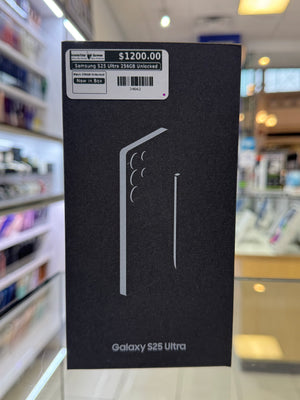 $1200.00
Samsung S25 Ultra 256GB Unlocked
New in Box
Galaxy S25 Ultra